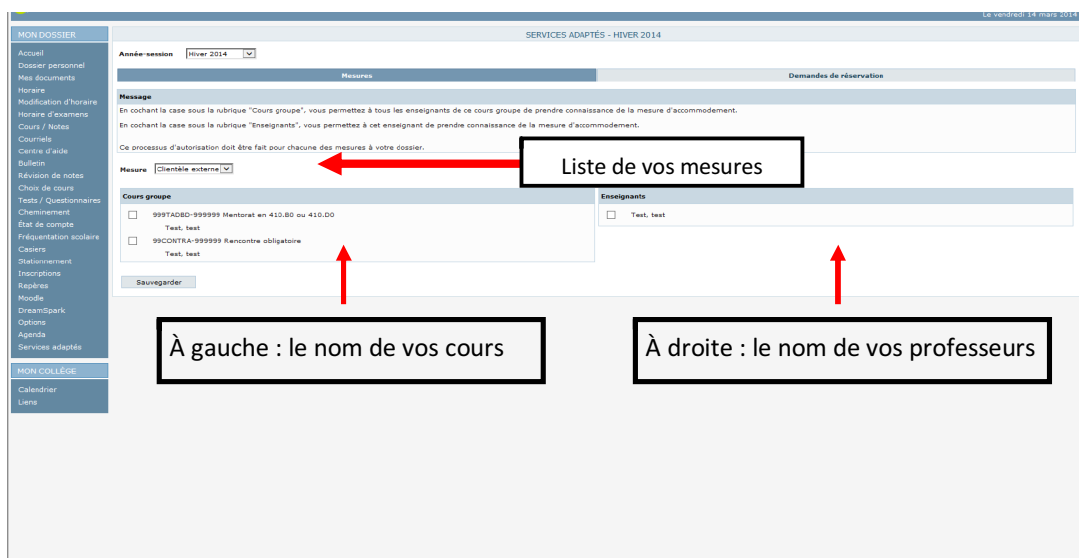 Le vendredi 14 mars 2014
MON DOSSIER
Accueil
Dossier personnel
Mes documents
Horaire
Modification d'horaire
Horaire d'examens
Cours / Notes
Courriels
Centre d'aide
Bulletin
Révision de notes
Choix de cours
Tests / Questionnaires
Cheminement
État de compte
Fréquentation scolaire
Casiers
Stationnement
Inscriptions
Repères
Moodle
DreamSpark
Options
Agenda
Services adaptés
MON COLLÈGE
Calendrier
Liens
SERVICES ADAPTÉS - HIVER 2014
Année-session Hiver 2014
Mesures
Demandes de réservation
Message
En cochant la case sous la rubrique "Cours groupe", vous permettez à tous les enseignants de ce cours groupe de prendre connaissance de la mesure d'accommodement.
En cochant la case sous la rubrique "Enseignants", vous permettez à cet enseignant de prendre connaissance de la mesure d'accommodement.
Ce processus d'autorisation doit être fait pour chacune des mesures à votre dossier.
Liste de vos mesures
Mesure Clientèle externe
Cours groupe
999TADBD-999999 Mentorat en 410.B0 ou 410.D0
Test, test
99CONTRA-999999 Rencontre obligatoire
Test, test
Enseignants
Test, test
Sauvegarder
À gauche : le nom de vos cours
À droite : le nom de vos professeurs